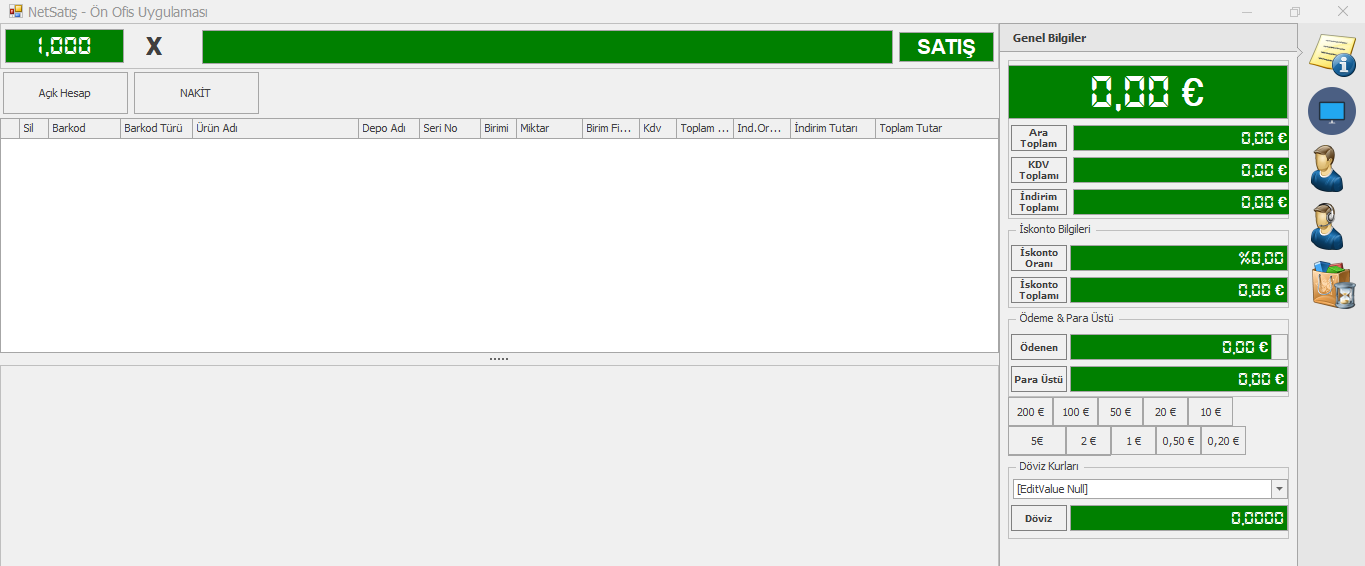 NetSatış - Ön Ofis Uygulaması
1,000 X SATIŞ
Açık Hesap NAKİT
Sil Barkod Barkod Türü Ürün Adı Depo Adı Seri No Birimi Miktar Birim Fi... Kdv Toplam ... Ind.Or... İndirim Tutarı Toplam Tutar
Genel Bilgiler
0,00 €
Ara
Toplam
0,00 €
KDV
Toplamı
0,00 €
İndirim
Toplamı
0,00 €
İskonto Bilgileri
İskonto
Oranı
%0,00
İskonto
Toplamı
0,00 €
Ödeme & Para Üstü
Ödenen 0,00 €
Para Üstü 0,00 €
200 € 100 € 50 € 20 € 10 €
5€ 2 € 1 € 0,50 € 0,20 €
Döviz Kurları
[EditValue Null]
Döviz 0,0000